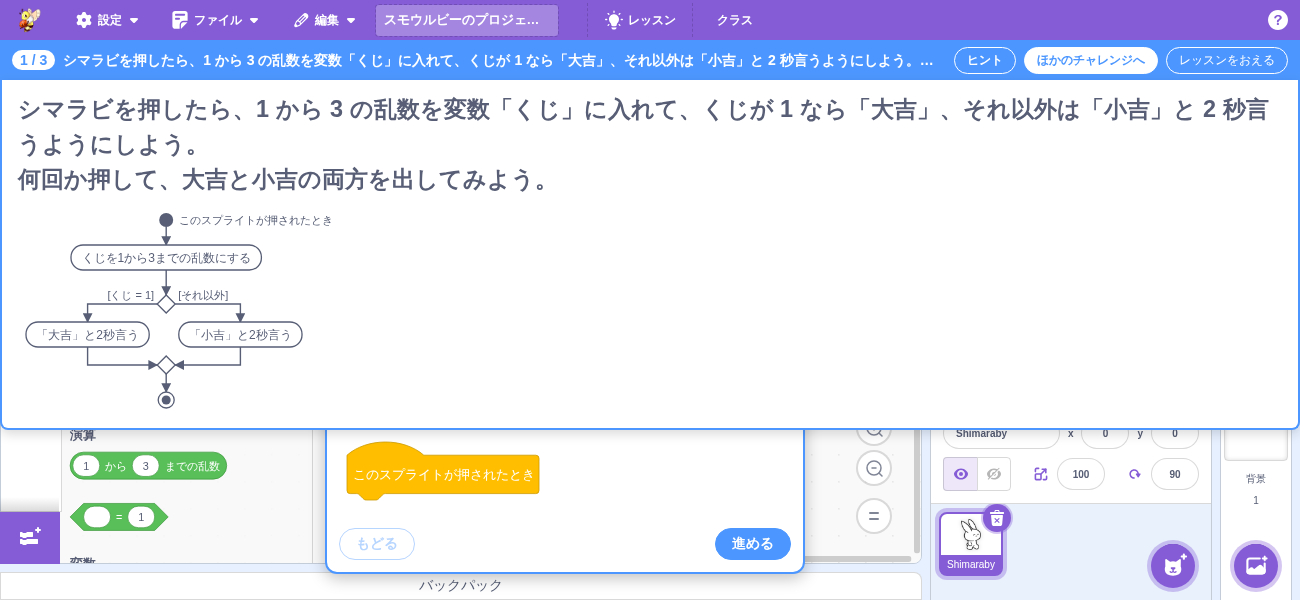 設定
ファイル
編集
スモウルビーのプロジェ…
レッスン
クラス
?
1 / 3
シマラビを押したら、1 から 3 の乱数を変数「くじ」に入れて、くじが 1 なら「大吉」、それ以外は「小吉」と 2 秒言うようにしよう。…
ヒント
ほかのチャレンジへ
レッスンをおえる
シマラビを押したら、1 から 3 の乱数を変数「くじ」に入れて、くじが 1 なら「大吉」、それ以外は「小吉」と 2 秒言
うようにしよう。
何回か押して、大吉と小吉の両方を出してみよう。
このスプライトが押されたとき
くじを1から3までの乱数にする
[くじ = 1]
[それ以外]
「大吉」と2秒言う
「小吉」と2秒言う
演算
1 から 3 までの乱数
= 1
変数
このスプライトが押されたとき
もどる
進める
Shimaraby
x
0
y
0
100
90
Shimaraby
背景
1
バックパック